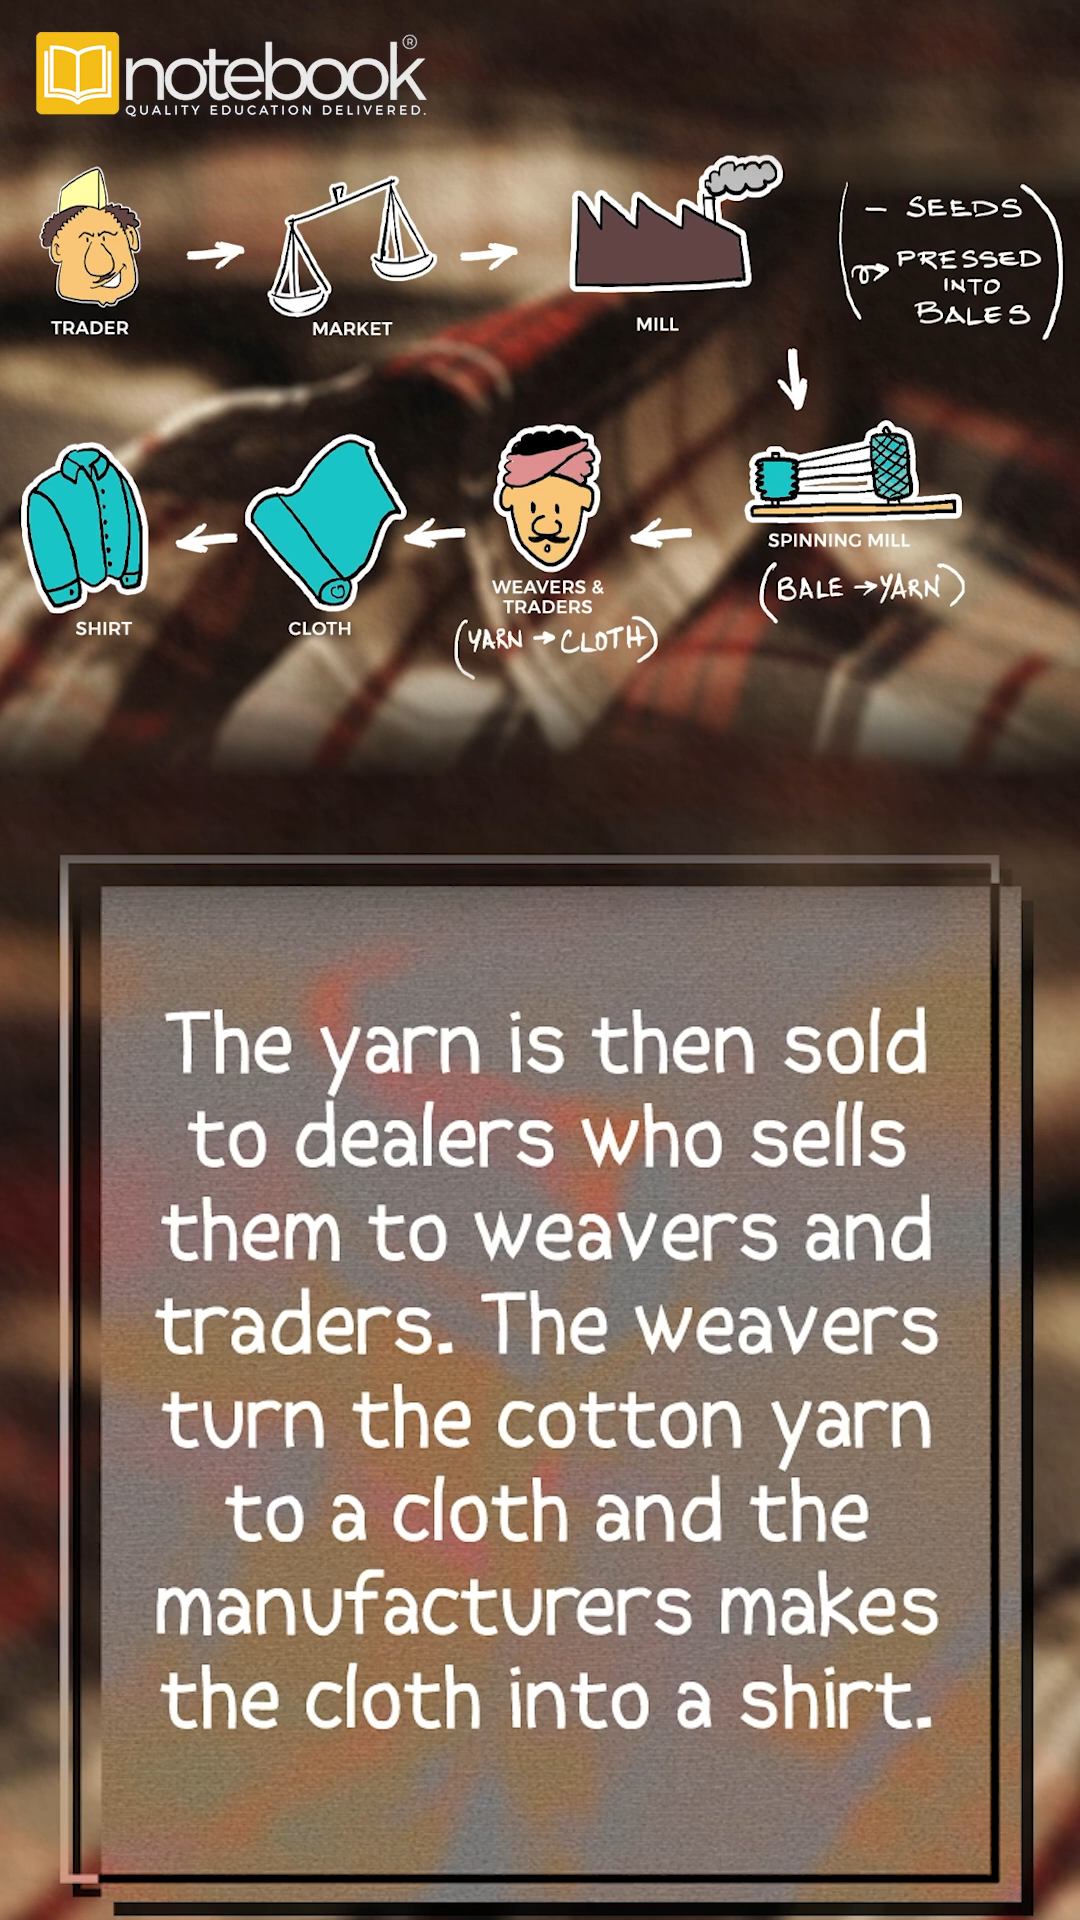 notebook®
QUALITY EDUCATION DELIVERED.
TRADER
MARKET
MILL
- SEEDS
PRESSED
INTO
BALES
SHIRT
CLOTH
WEAVERS &
TRADERS
(YARN → CLOTH)
SPINNING MILL
(BALE → YARN)
The yarn is then sold
to dealers who sells
them to weavers and
traders. The weavers
turn the cotton yarn
to a cloth and the
manufacturers makes
the cloth into a shirt.